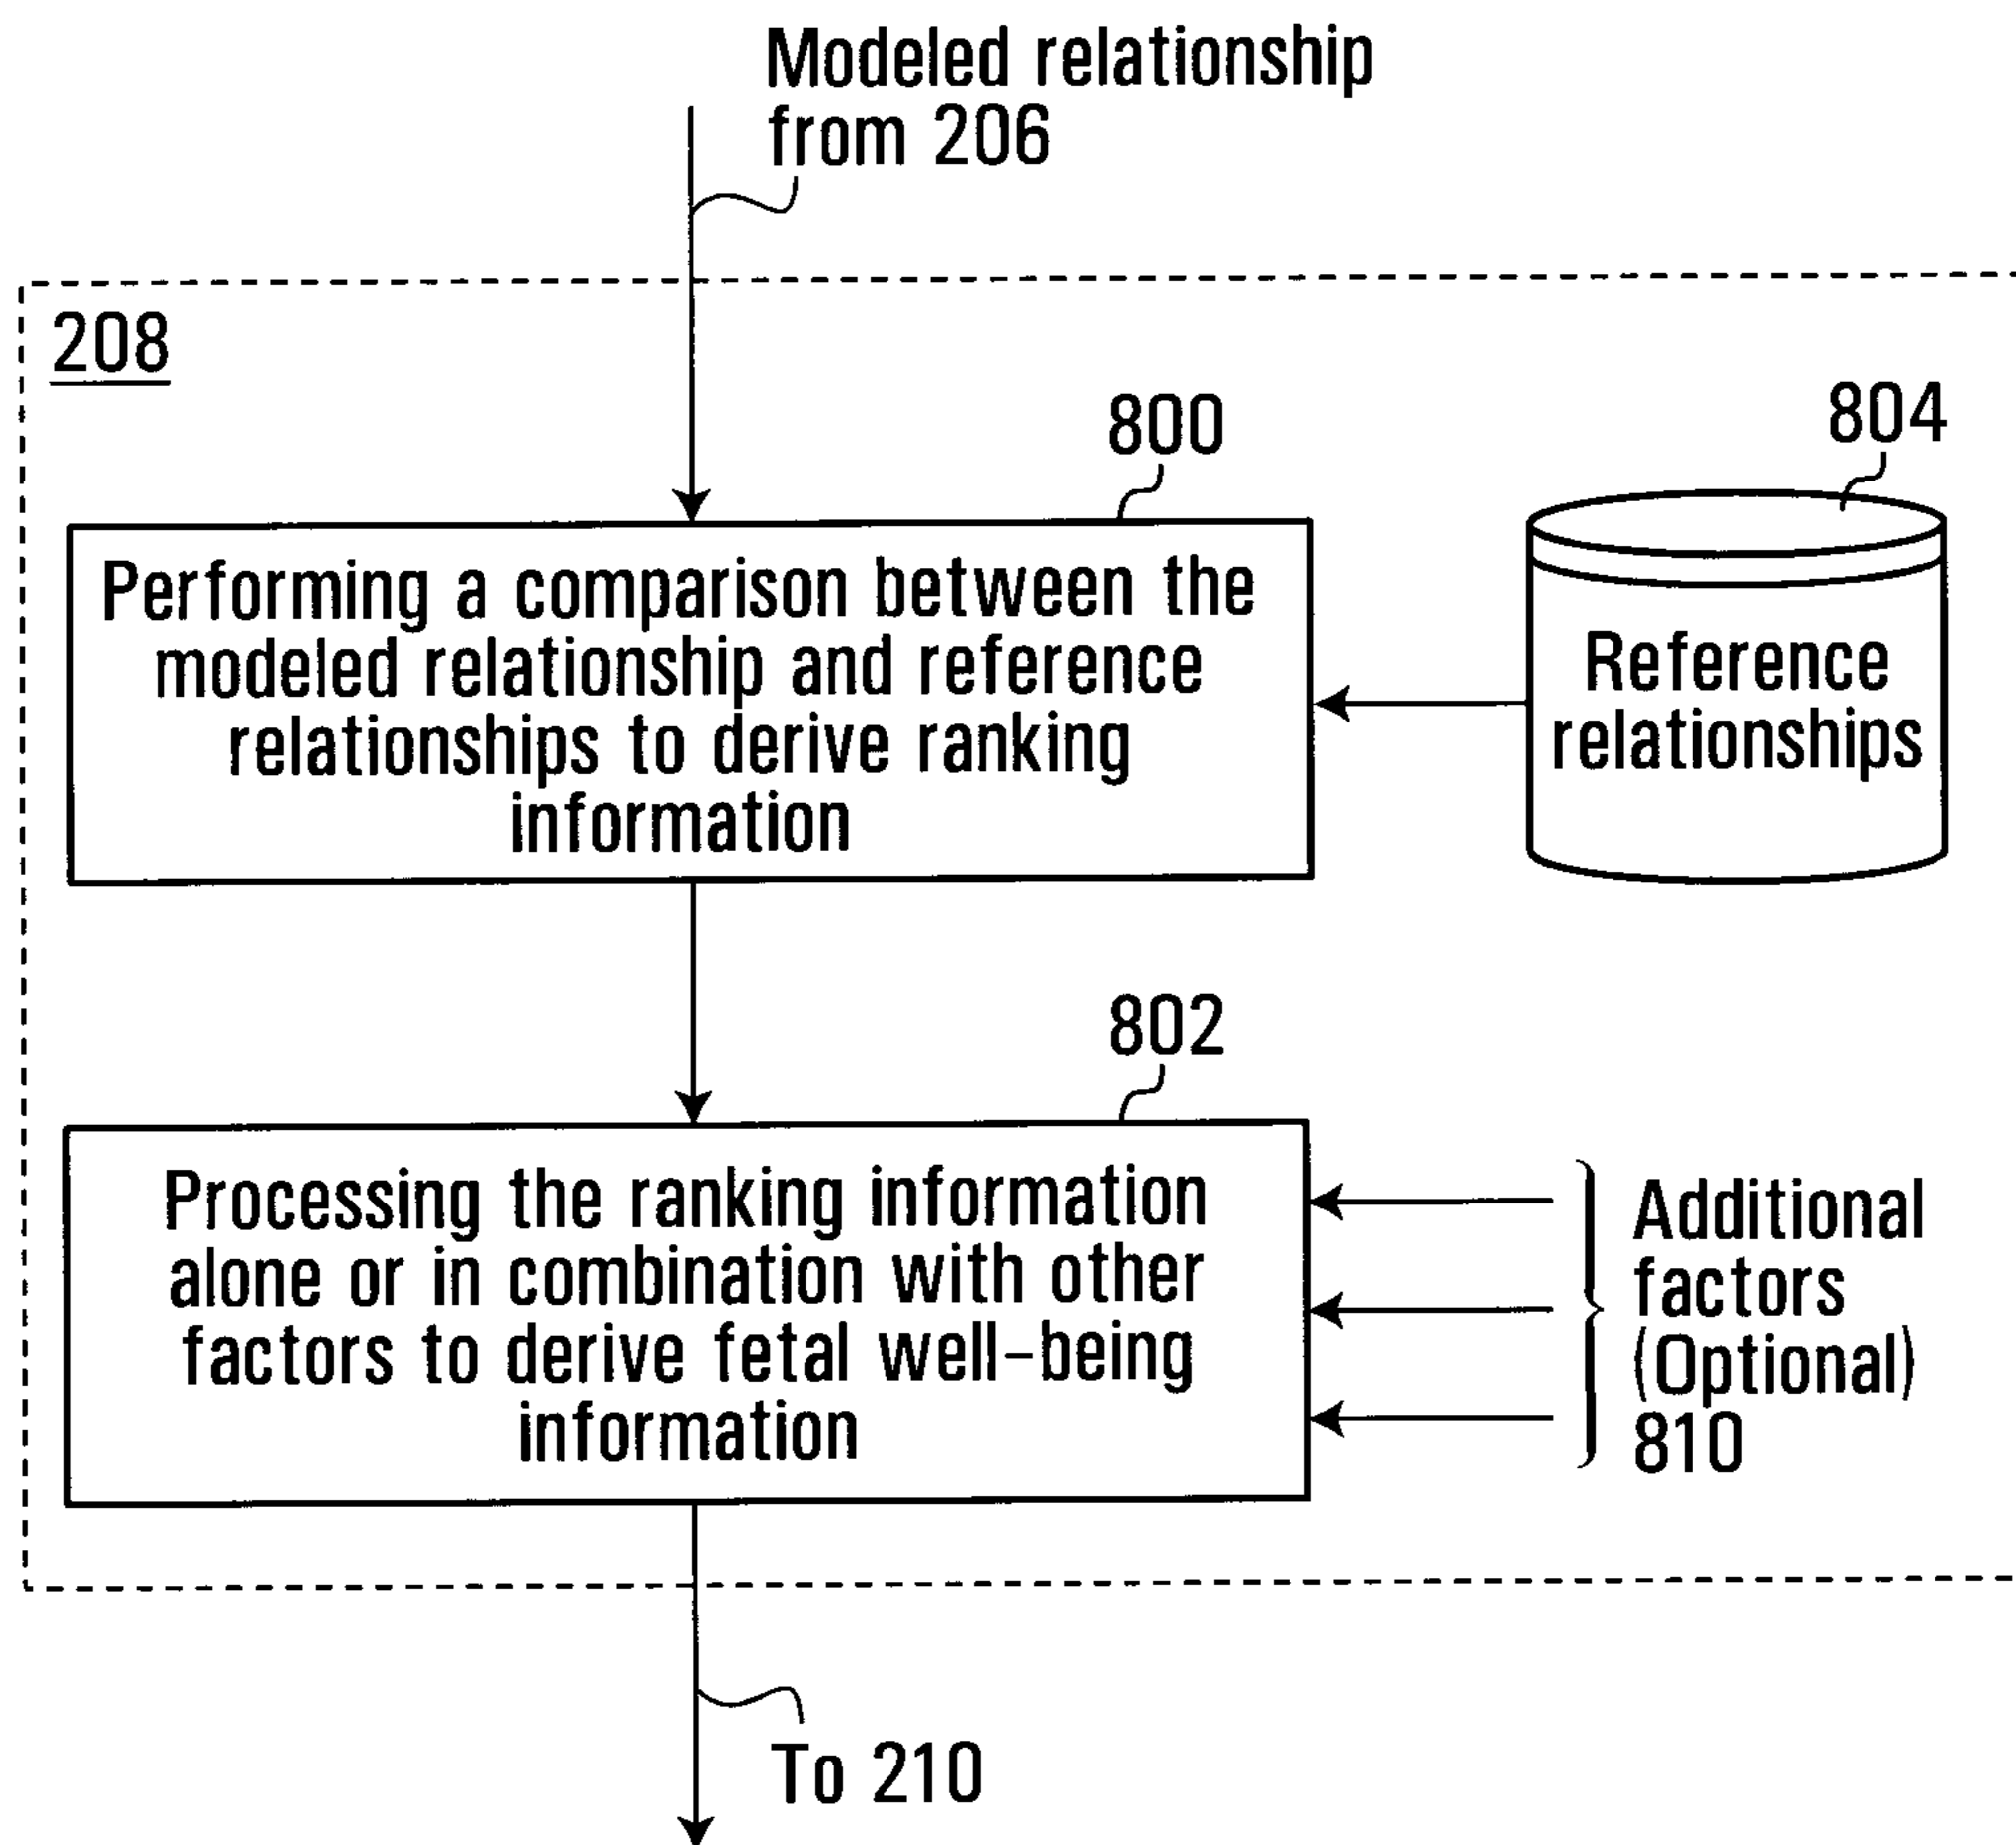 Modeled relationship
from 206
208
800
804
Performing a comparison between the
modeled relationship and reference
relationships to derive ranking
information
Reference
relationships
802
Processing the ranking information
alone or in combination with other
factors to derive fetal well-being
information
Additional
factors
(Optional)
810
To 210